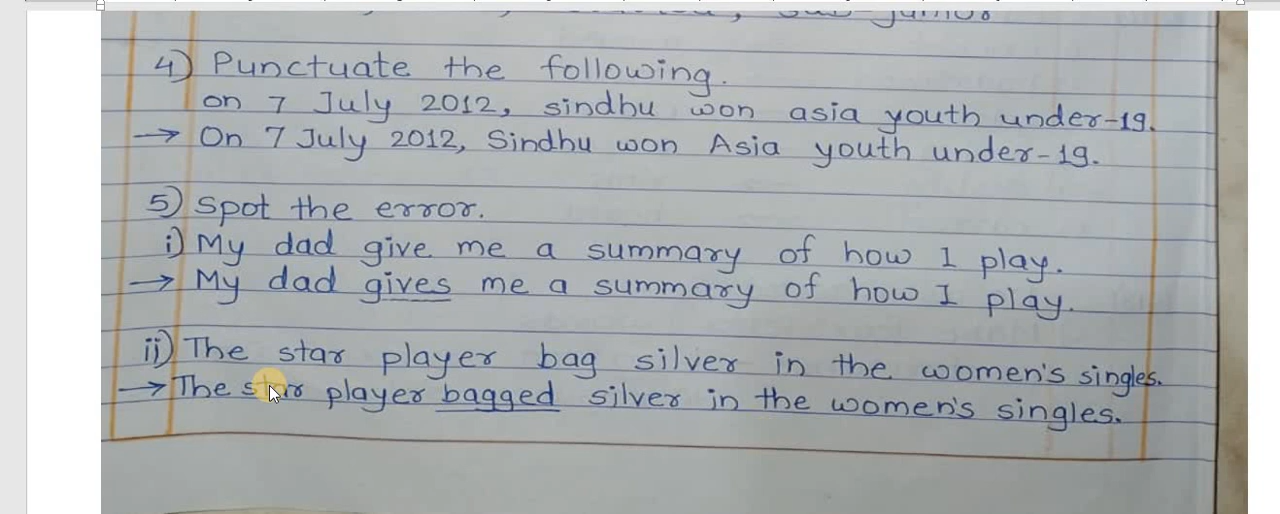 4) Punctuate the following.
on 7 July 2012, sindhu won asia youth under-19.
→ On 7 July 2012, Sindhu won Asia youth under-19.
5) Spot the error.
i) My dad give me a summary of how I play.
→ My dad gives me a summary of how I play.
ii) The star player bag silver in the women's singles.
→ The star player bagged silver in the women's singles.